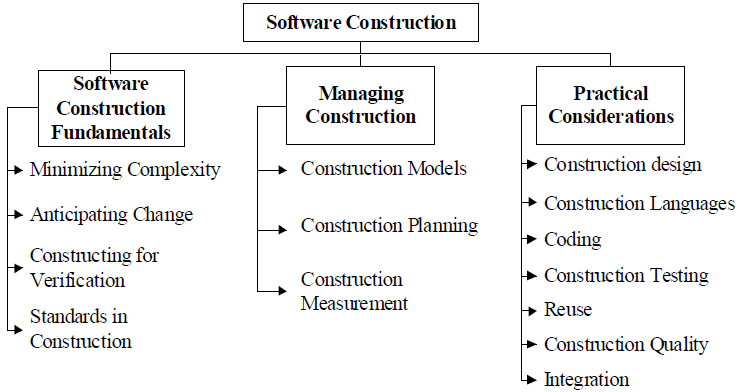 Software Construction
Software
Construction
Fundamentals
Minimizing Complexity
Anticipating Change
Constructing for
Verification
Standards in
Construction
Managing
Construction
Construction Models
Construction Planning
Construction
Measurement
Practical
Considerations
Construction design
Construction Languages
Coding
Construction Testing
Reuse
Construction Quality
Integration